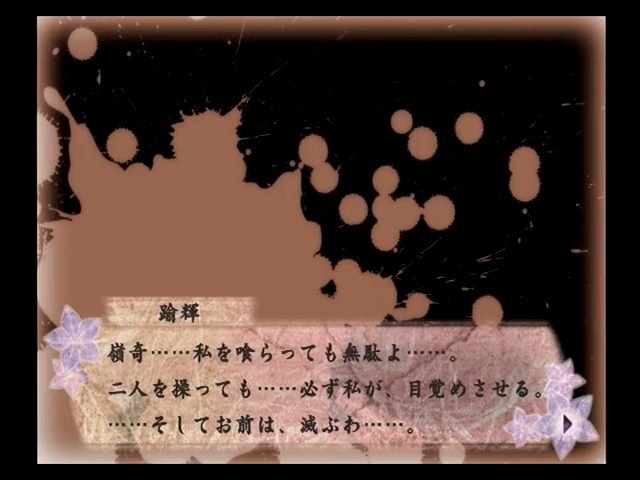 踰輝
嶺奇……私を喰らっても無駄よ……。
二人を操っても……必ず私が、目覚めさせる。
……そしてお前は、滅ぶわ……。